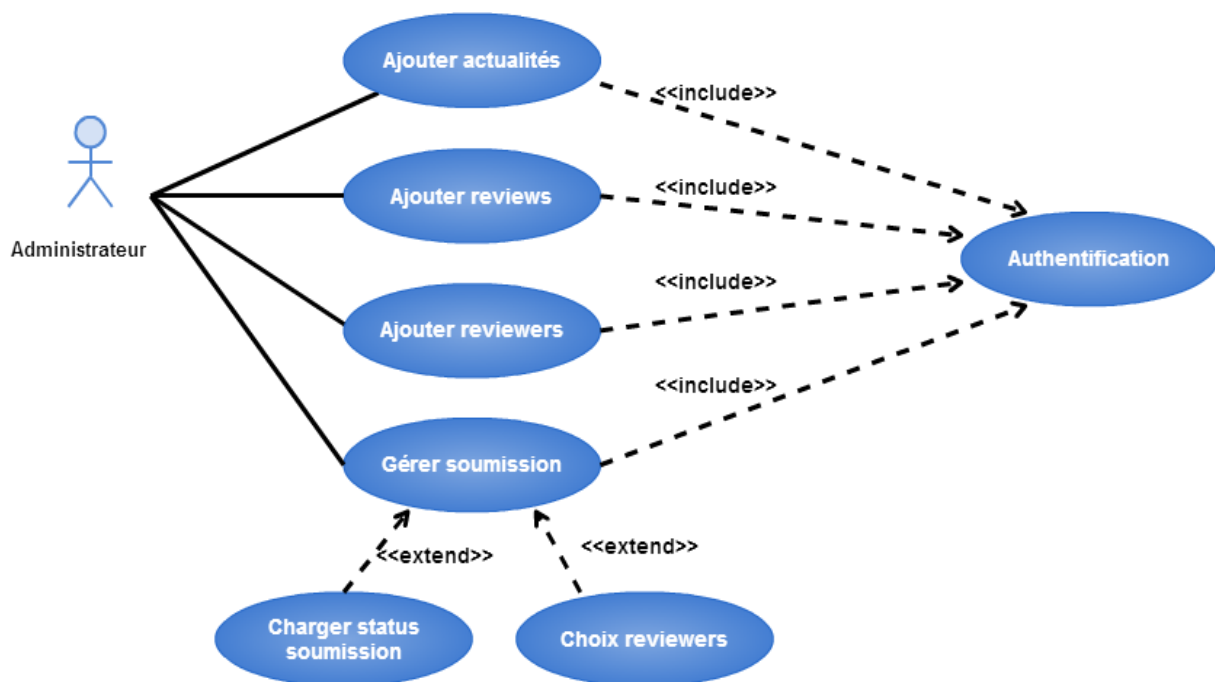 Ajouter actualités
<<include>>
Ajouter reviews
<<include>>
Administrateur
Authentification
Ajouter reviewers
<<include>>
<<include>>
Gérer soumission
<<extend>>
<<extend>>
Charger status
soumission
Choix reviewers